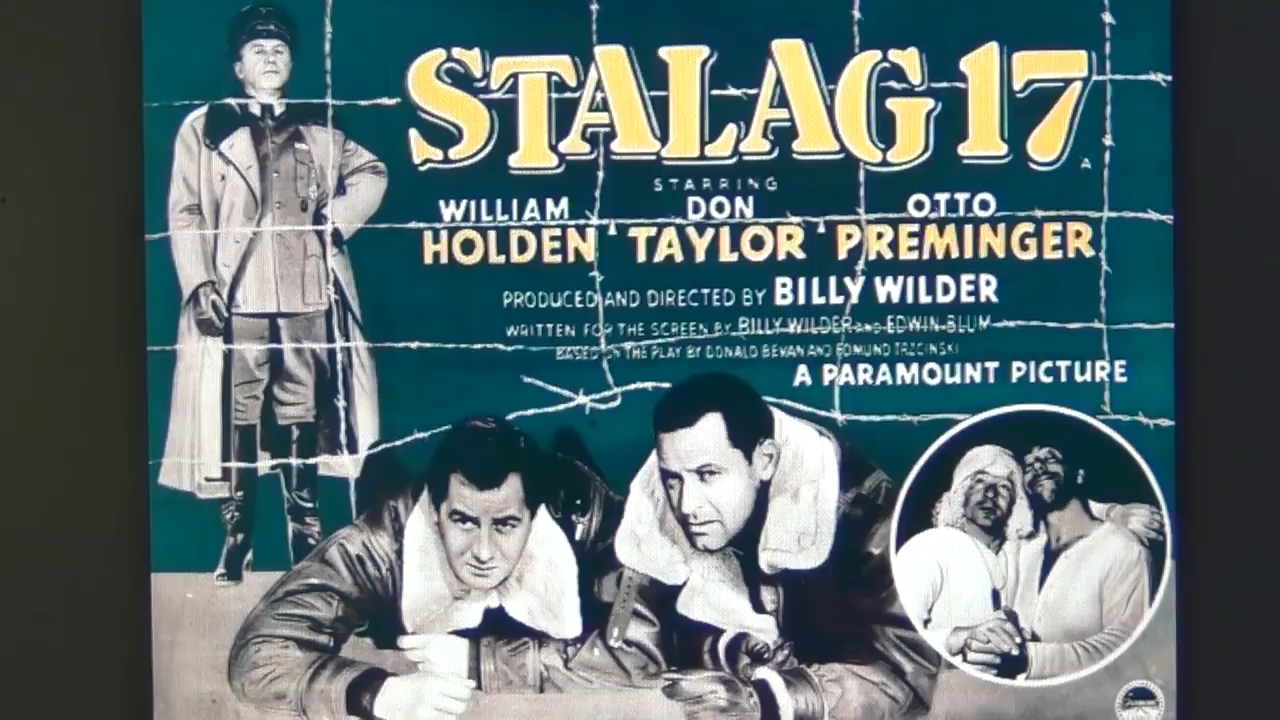 STALAG 17
A
STARRING
WILLIAM DON OTTO
HOLDEN TAYLOR PREMINGER
PRODUCED AND DIRECTED BY BILLY WILDER
WRITTEN FOR THE SCREEN BY BILLY WILDER AND EDWIN BLUM
BASED ON THE PLAY BY DONALD BEVAN AND EDMUND TRZCINSKI
A PARAMOUNT PICTURE
Paramount